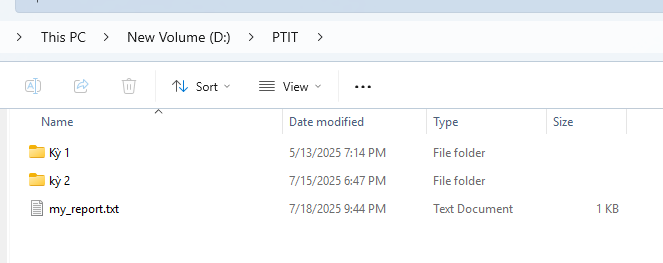 This PC > New Volume (D:) > PTIT >
Sort View
Name Date modified Type Size
Kỳ 1 5/13/2025 7:14 PM File folder
kỳ 2 7/15/2025 6:47 PM File folder
my_report.txt 7/18/2025 9:44 PM Text Document 1 KB